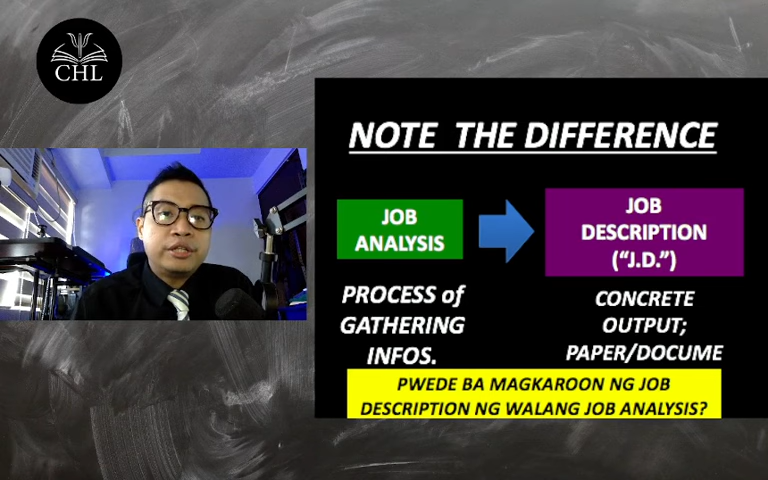 CHL
NOTE THE DIFFERENCE
JOB
ANALYSIS
JOB
DESCRIPTION
(“J.D.”)
PROCESS of
GATHERING
INFOS.
CONCRETE
OUTPUT;
PAPER/DOCUME
PWEDE BA MAGKAROON NG JOB
DESCRIPTION NG WALANG JOB ANALYSIS?